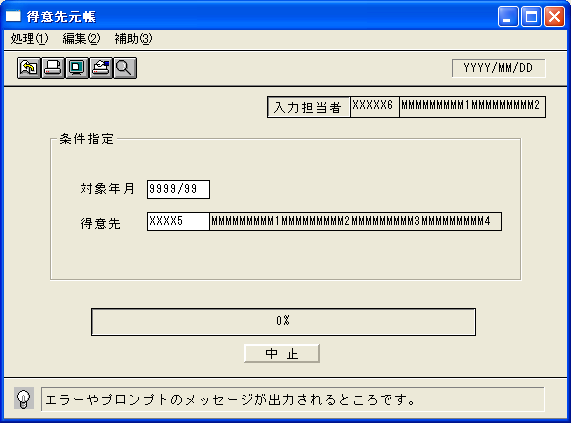 得意先元帳
処理(1) 編集(2) 補助(3)
YYYY/MM/DD
入力担当者 XXXXX6 MMMMMMMMM1MMMMMMMMM2
条件指定
対象年月 9999/99
得意先 XXXX5 MMMMMMMMM1MMMMMMMMM2MMMMMMMMM3MMMMMMMMM4
0%
中 止
エラーやプロンプトのメッセージが出力されるところです。